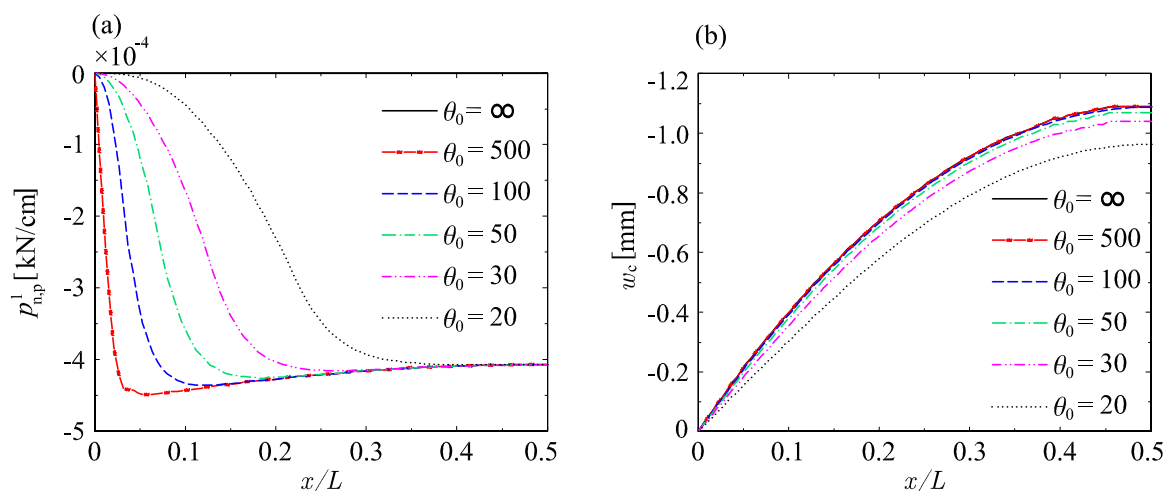 (a)
×10⁻⁴
0
-1
-2
-3
-4
-5
p¹ₙ,ₚ [kN/cm]
0 0.1 0.2 0.3 0.4 0.5
x/L
θ₀= ∞
θ₀= 500
θ₀= 100
θ₀= 50
θ₀= 30
θ₀= 20
(b)
-1.2
-1.0
-0.8
-0.6
-0.4
-0.2
0
w_c [mm]
0 0.1 0.2 0.3 0.4 0.5
x/L
θ₀= ∞
θ₀= 500
θ₀= 100
θ₀= 50
θ₀= 30
θ₀= 20